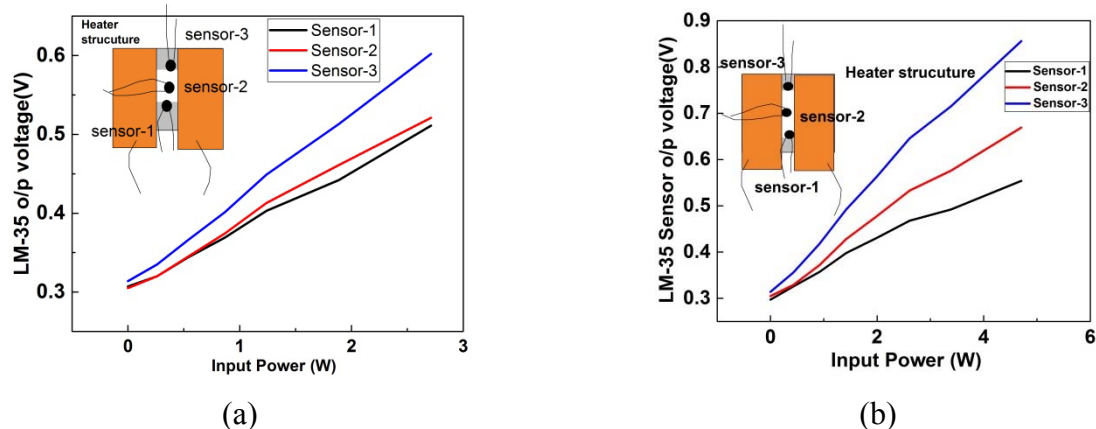 Heater
strucuture
sensor-3
sensor-2
sensor-1
Sensor-1
Sensor-2
Sensor-3
LM-35 o/p voltage(V)
0.6
0.5
0.4
0.3
0 1 2 3
Input Power (W)
(a)
sensor-3
Heater strucuture
sensor-2
sensor-1
Sensor-1
Sensor-2
Sensor-3
LM-35 Sensor o/p voltage(V)
0.9
0.8
0.7
0.6
0.5
0.4
0.3
0 2 4 6
Input Power (W)
(b)